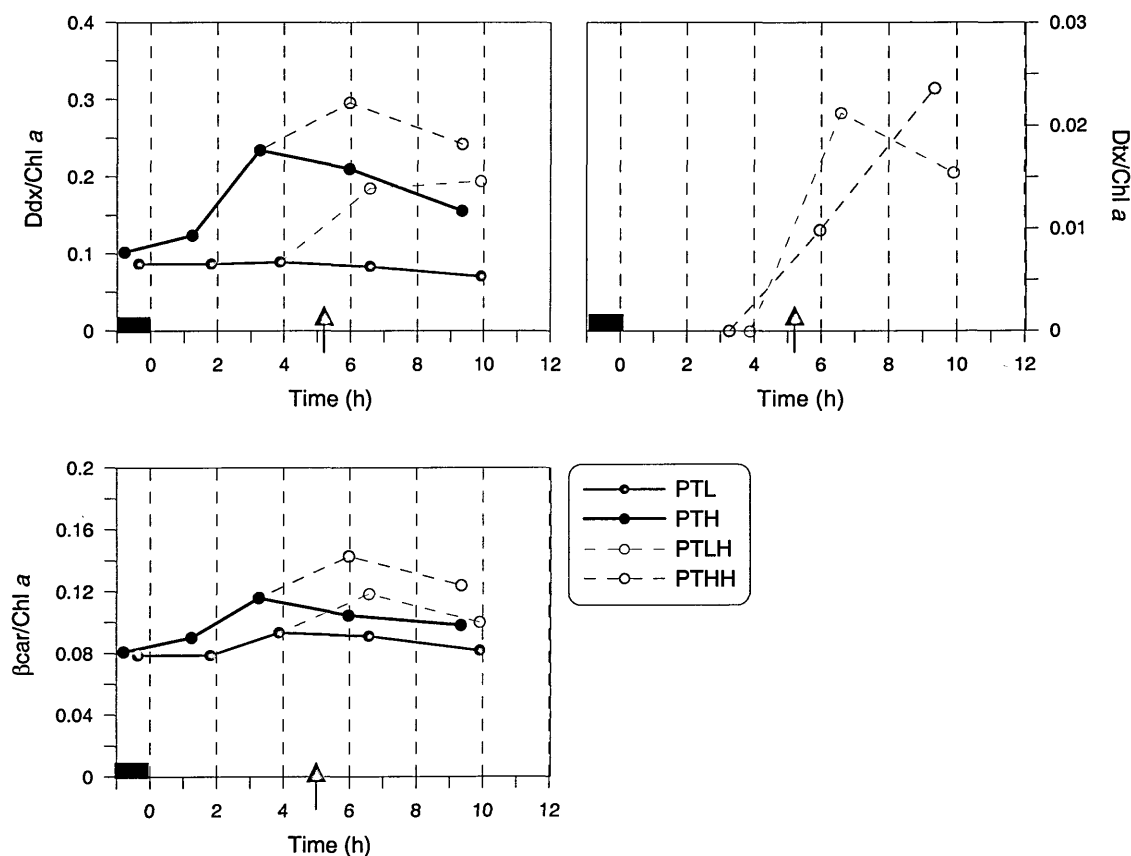 0.4
0.3
0.2
0.1
0
Ddx/Chl a
0 2 4 6 8 10 12
Time (h)
0.03
0.02
0.01
0
Dtx/Chl a
0 2 4 6 8 10 12
Time (h)
0.2
0.16
0.12
0.08
0.04
0
βcar/Chl a
0 2 4 6 8 10 12
Time (h)
PTL
PTH
PTLH
PTHH